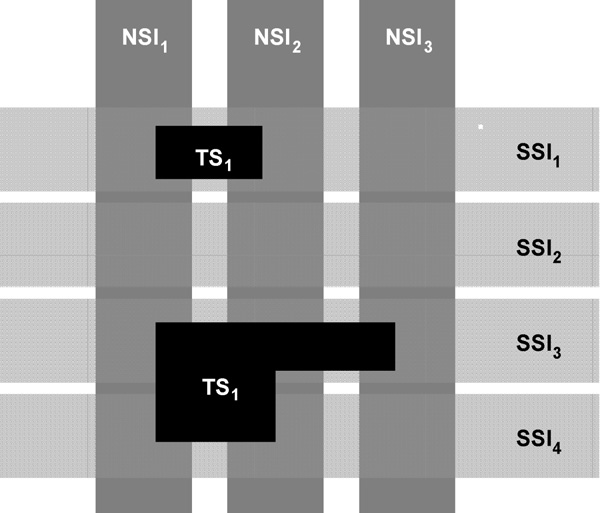 NSI₁ NSI₂ NSI₃
TS₁ SSI₁
SSI₂
SSI₃
TS₁
SSI₄